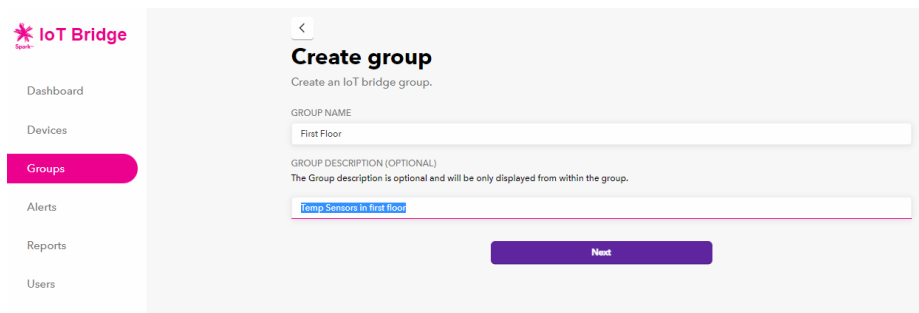 IoT Bridge
Spark
Dashboard
Devices
Groups
Alerts
Reports
Users
Create group
Create an IoT bridge group.
GROUP NAME
First Floor
GROUP DESCRIPTION (OPTIONAL)
The Group description is optional and will be only displayed from within the group.
Temp Sensors in first floor
Next